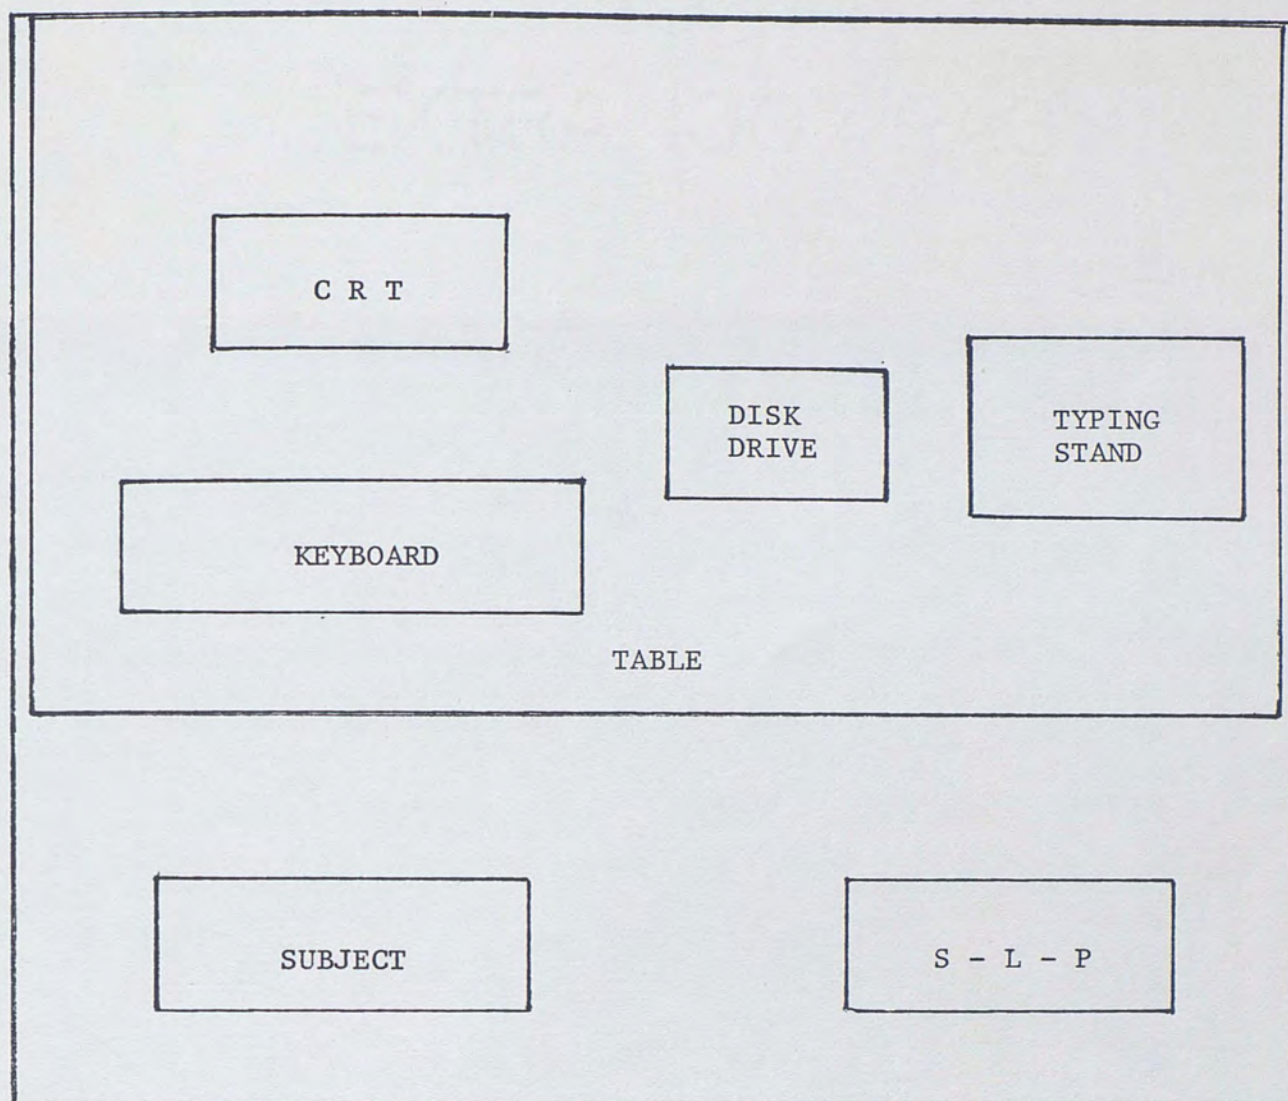 C R T
DISK
DRIVE
TYPING
STAND
KEYBOARD
TABLE
SUBJECT
S - L - P